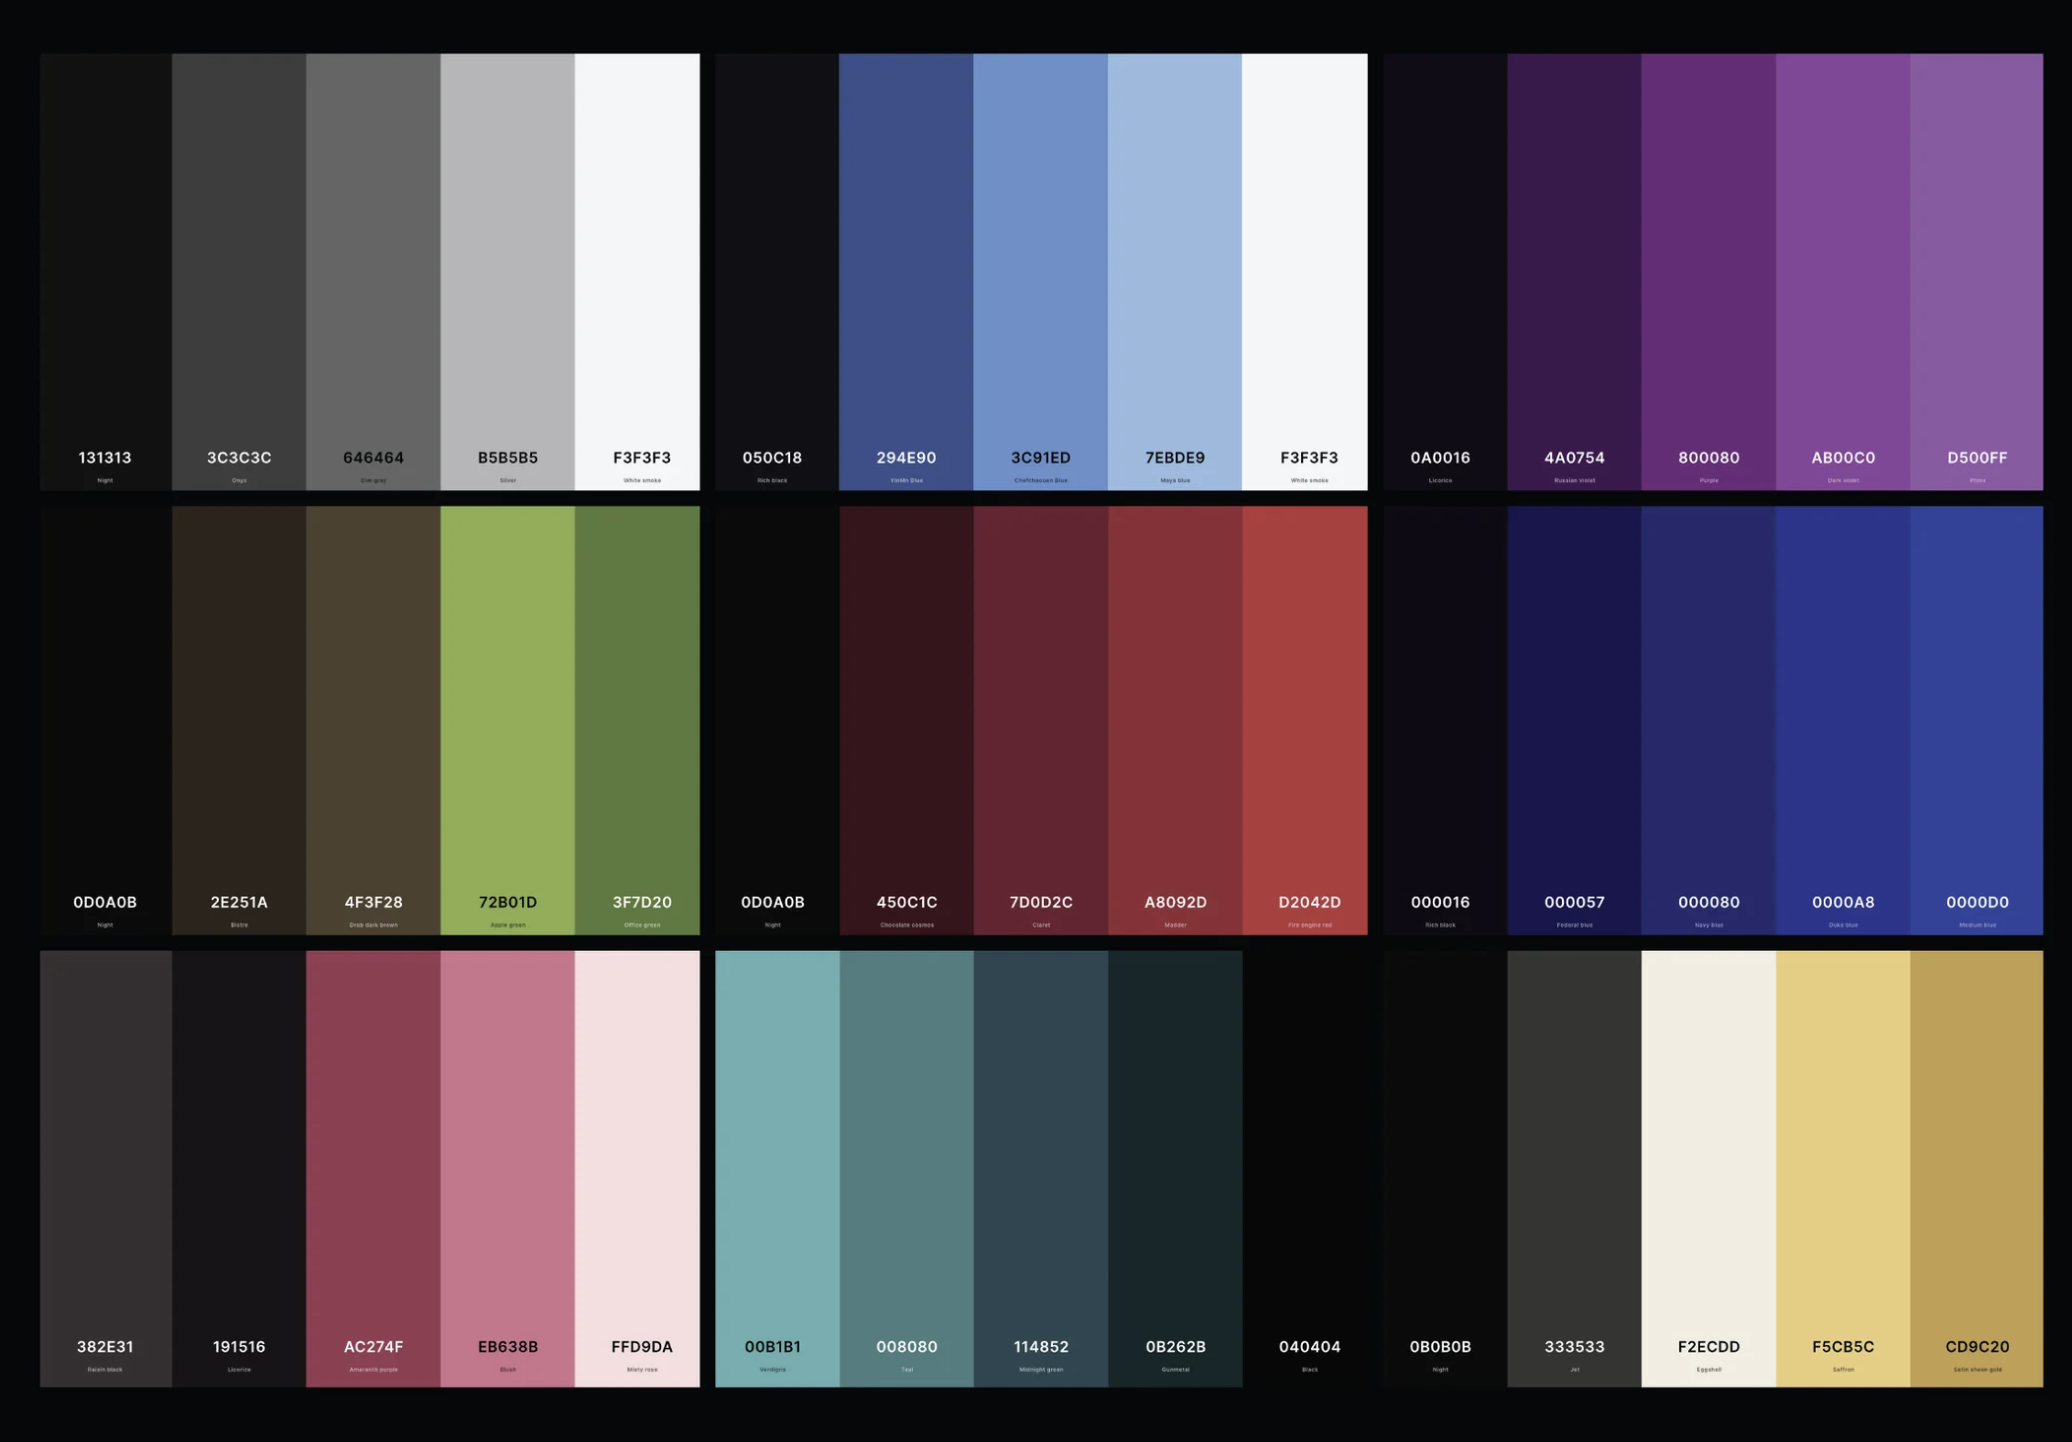 131313 3C3C3C 646464 B5B5B5 F3F3F3
Night Onyx Dim gray Silver White smoke
050C18 294E90 3C91ED 7EBDE9 F3F3F3
Rich black YInMn Blue Chefchaouen Blue Maya blue White smoke
0A0016 4A0754 800080 AB00C0 D500FF
Licorice Russian violet Purple Dark violet Phlox
0D0A0B 2E251A 4F3F28 72B01D 3F7D20
Night Bistre Drab dark brown Apple green Office green
0D0A0B 450C1C 7D0D2C A8092D D2042D
Night Chocolate cosmos Claret Madder Fire engine red
000016 000057 000080 0000A8 0000D0
Rich black Federal blue Navy blue Duke blue Medium blue
382E31 191516 AC274F EB638B FFD9DA
Raisin black Licorice Amaranth purple Blush Misty rose
00B1B1 008080 114852 0B262B 040404
Verdigris Teal Midnight green Gunmetal Black
0B0B0B 333533 F2ECDD F5CB5C CD9C20
Night Jet Eggshell Saffron Satin sheen gold